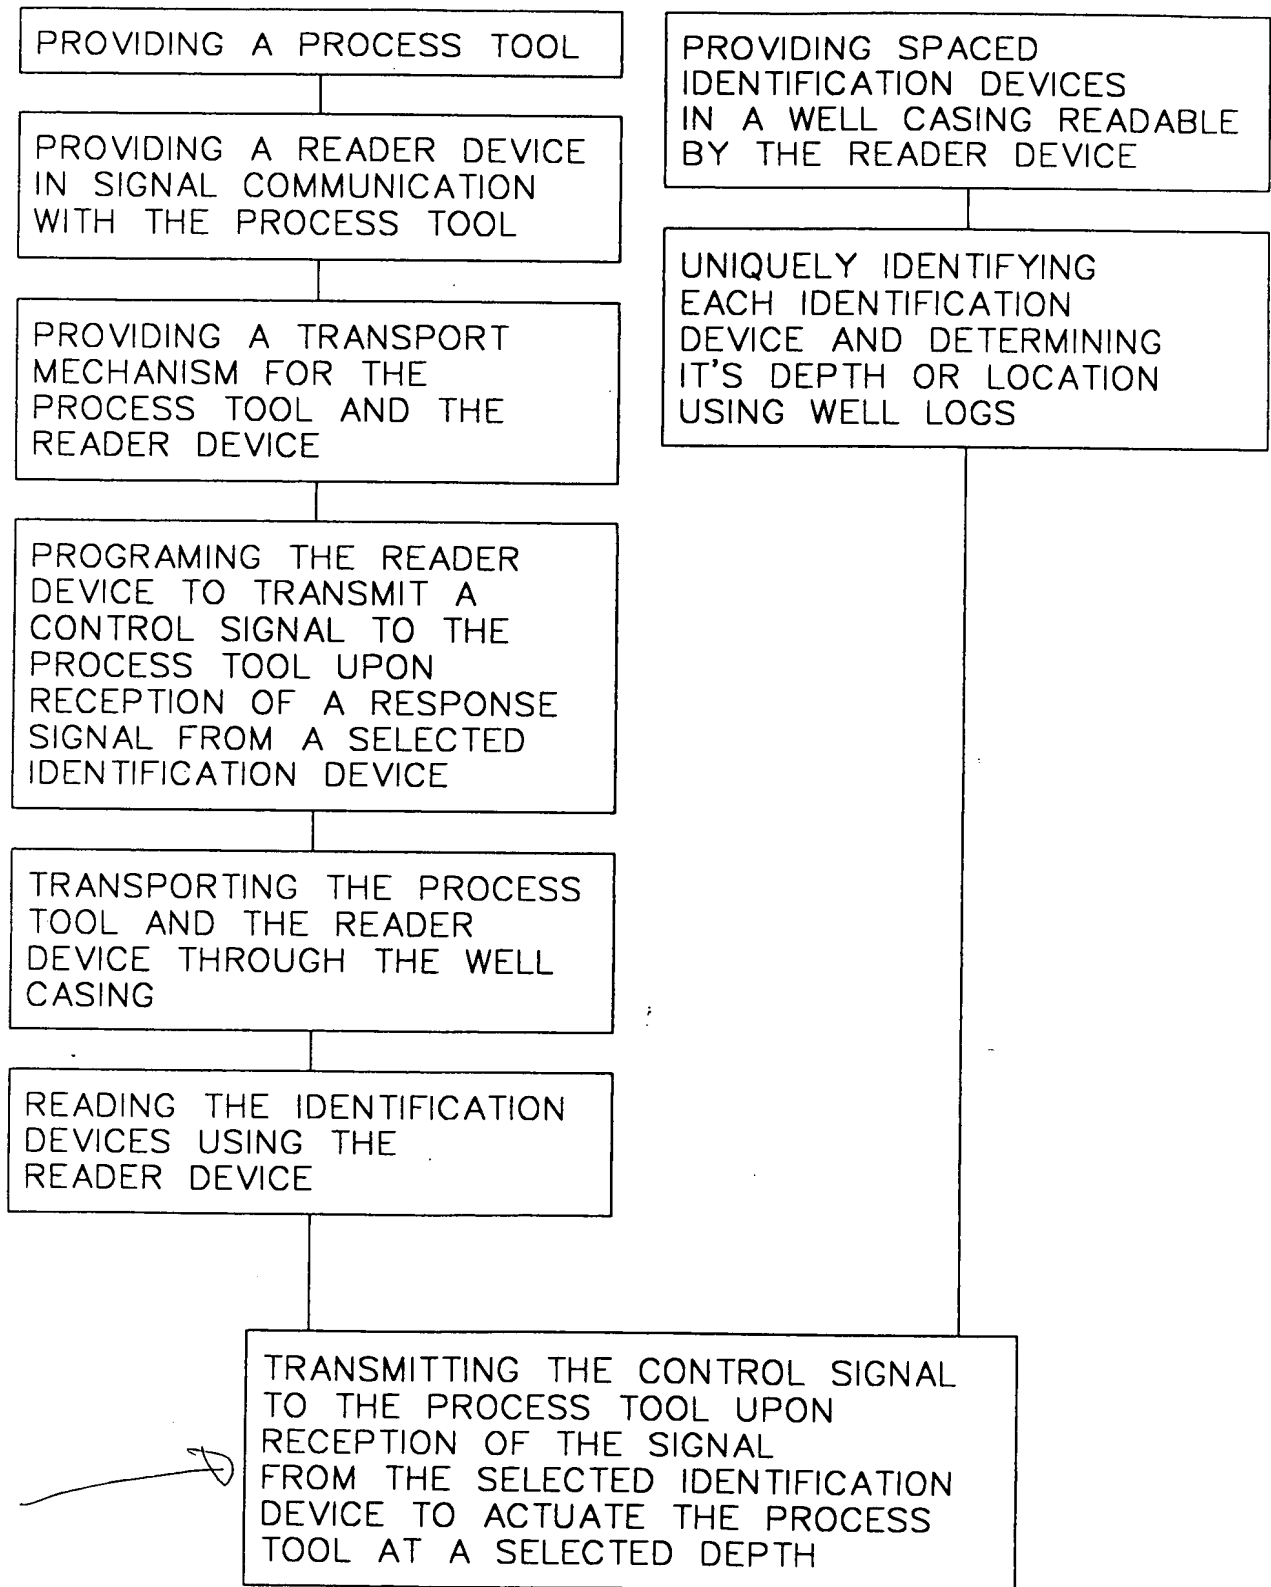 PROVIDING A PROCESS TOOL
PROVIDING A READER DEVICE
IN SIGNAL COMMUNICATION
WITH THE PROCESS TOOL
PROVIDING A TRANSPORT
MECHANISM FOR THE
PROCESS TOOL AND THE
READER DEVICE
PROGRAMING THE READER
DEVICE TO TRANSMIT A
CONTROL SIGNAL TO THE
PROCESS TOOL UPON
RECEPTION OF A RESPONSE
SIGNAL FROM A SELECTED
IDENTIFICATION DEVICE
TRANSPORTING THE PROCESS
TOOL AND THE READER
DEVICE THROUGH THE WELL
CASING
READING THE IDENTIFICATION
DEVICES USING THE
READER DEVICE
PROVIDING SPACED
IDENTIFICATION DEVICES
IN A WELL CASING READABLE
BY THE READER DEVICE
UNIQUELY IDENTIFYING
EACH IDENTIFICATION
DEVICE AND DETERMINING
IT'S DEPTH OR LOCATION
USING WELL LOGS
TRANSMITTING THE CONTROL SIGNAL
TO THE PROCESS TOOL UPON
RECEPTION OF THE SIGNAL
FROM THE SELECTED IDENTIFICATION
DEVICE TO ACTUATE THE PROCESS
TOOL AT A SELECTED DEPTH